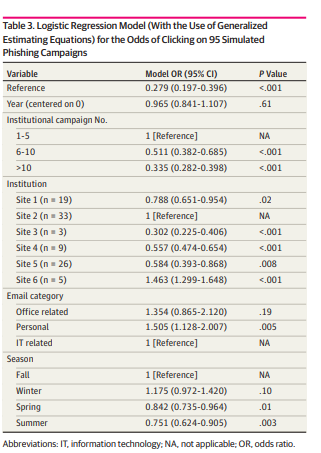 Table 3. Logistic Regression Model (With the Use of Generalized
Estimating Equations) for the Odds of Clicking on 95 Simulated
Phishing Campaigns
Variable Model OR (95% CI) P Value
Reference 0.279 (0.197-0.396) <.001
Year (centered on 0) 0.965 (0.841-1.107) .61
Institutional campaign No.
1-5 1 [Reference] NA
6-10 0.511 (0.382-0.685) <.001
>10 0.335 (0.282-0.398) <.001
Institution
Site 1 (n = 19) 0.788 (0.651-0.954) .02
Site 2 (n = 33) 1 [Reference] NA
Site 3 (n = 3) 0.302 (0.225-0.406) <.001
Site 4 (n = 9) 0.557 (0.474-0.654) <.001
Site 5 (n = 26) 0.584 (0.393-0.868) .008
Site 6 (n = 5) 1.463 (1.299-1.648) <.001
Email category
Office related 1.354 (0.865-2.120) .19
Personal 1.505 (1.128-2.007) .005
IT related 1 [Reference] NA
Season
Fall 1 [Reference] NA
Winter 1.175 (0.972-1.420) .10
Spring 0.842 (0.735-0.964) .01
Summer 0.751 (0.624-0.905) .003
Abbreviations: IT, information technology; NA, not applicable; OR, odds ratio.